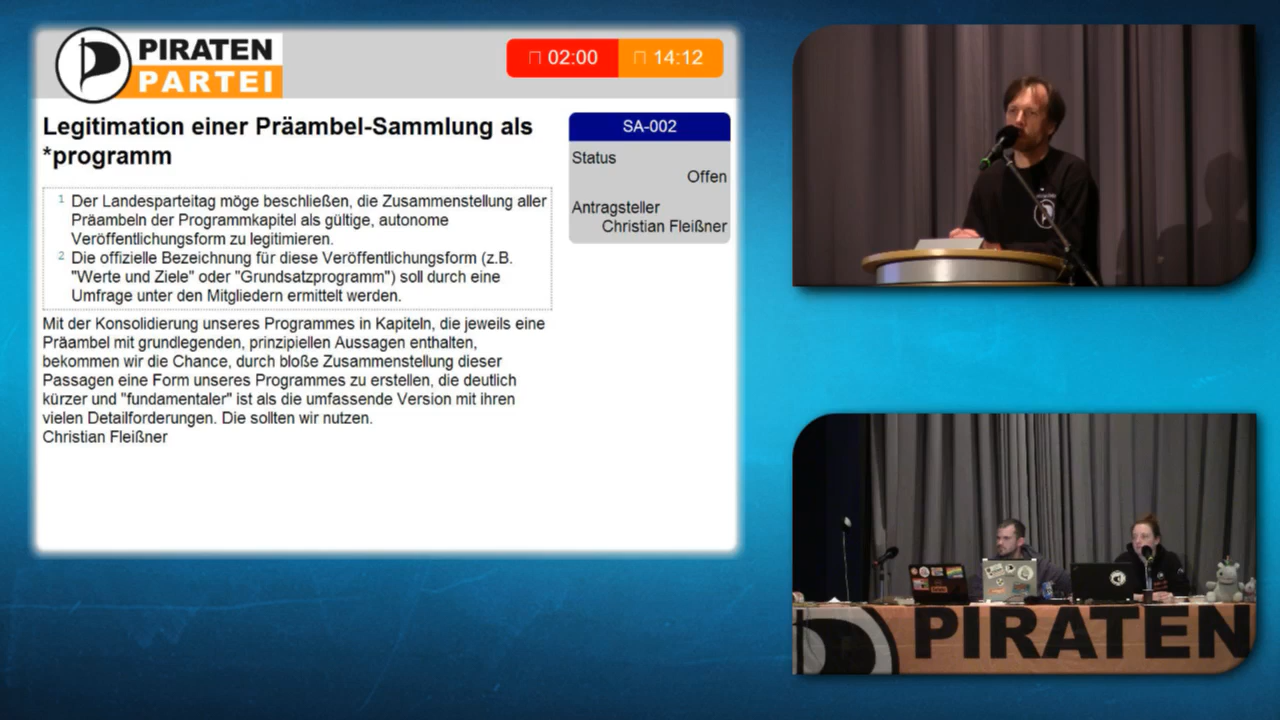 PIRATEN
PARTEI
02:00
14:12
Legitimation einer Präambel-Sammlung als
*programm
SA-002
Status
Offen
Antragsteller
Christian Fleißner
1 Der Landesparteitag möge beschließen, die Zusammenstellung aller
Präambeln der Programmkapitel als gültige, autonome
Veröffentlichungsform zu legitimieren.
2 Die offizielle Bezeichnung für diese Veröffentlichungsform (z.B.
"Werte und Ziele" oder "Grundsatzprogramm") soll durch eine
Umfrage unter den Mitgliedern ermittelt werden.
Mit der Konsolidierung unseres Programmes in Kapiteln, die jeweils eine
Präambel mit grundlegenden, prinzipiellen Aussagen enthalten,
bekommen wir die Chance, durch bloße Zusammenstellung dieser
Passagen eine Form unseres Programmes zu erstellen, die deutlich
kürzer und "fundamentaler" ist als die umfassende Version mit ihren
vielen Detailforderungen. Die sollten wir nutzen.
Christian Fleißner
PIRATEN